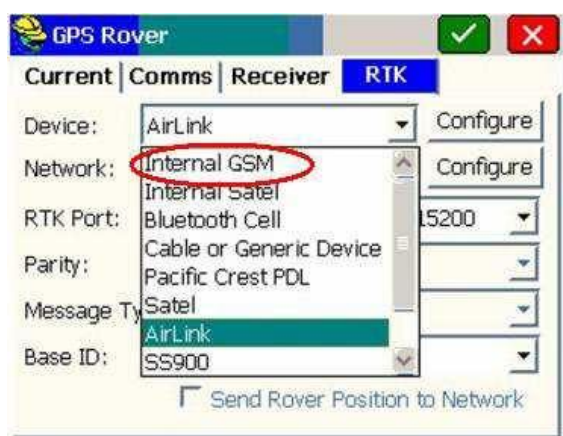 GPS Rover
Current Comms Receiver RTK
Device: AirLink Configure
Network: Internal GSM Configure
Internal Satel
RTK Port: Bluetooth Cell 15200
Cable or Generic Device
Parity: Pacific Crest PDL
Message Ty Satel
AirLink
Base ID: SS900
Send Rover Position to Network